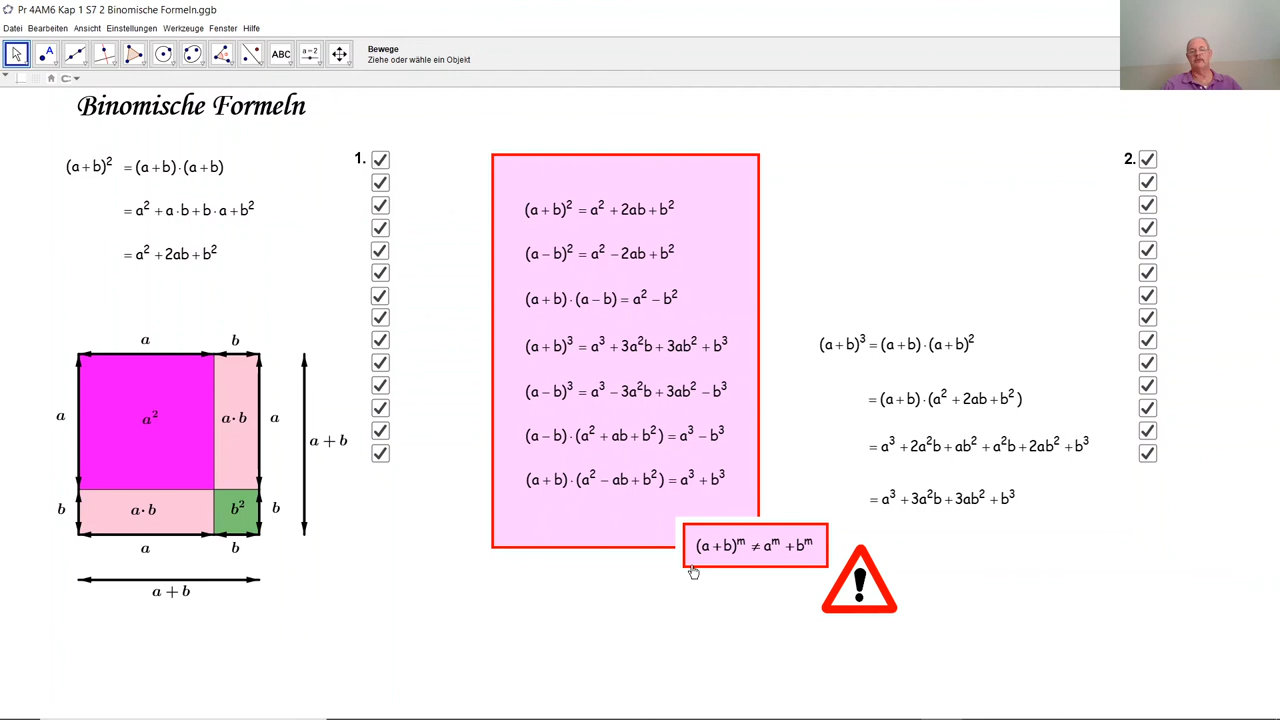 Pr 4AM6 Kap 1 S7 2 Binomische Formeln.ggb
Datei Bearbeiten Ansicht Einstellungen Werkzeuge Fenster Hilfe
A
ABC
a=2
Bewege
Ziehe oder wähle ein Objekt
Binomische Formeln
(a+b)² = (a+b)·(a+b)
= a² + a·b + b·a + b²
= a² + 2ab + b²
a b
a a² a·b a
a+b
b a·b b² b
a b
a+b
1.
(a+b)² = a² + 2ab + b²
(a−b)² = a² − 2ab + b²
(a+b)·(a−b) = a² − b²
(a+b)³ = a³ + 3a²b + 3ab² + b³
(a−b)³ = a³ − 3a²b + 3ab² − b³
(a−b)·(a² + ab + b²) = a³ − b³
(a+b)·(a² − ab + b²) = a³ + b³
(a+b)ᵐ ≠ aᵐ + bᵐ
!
2.
(a+b)³ = (a+b)·(a+b)²
= (a+b)·(a² + 2ab + b²)
= a³ + 2a²b + ab² + a²b + 2ab² + b³
= a³ + 3a²b + 3ab² + b³